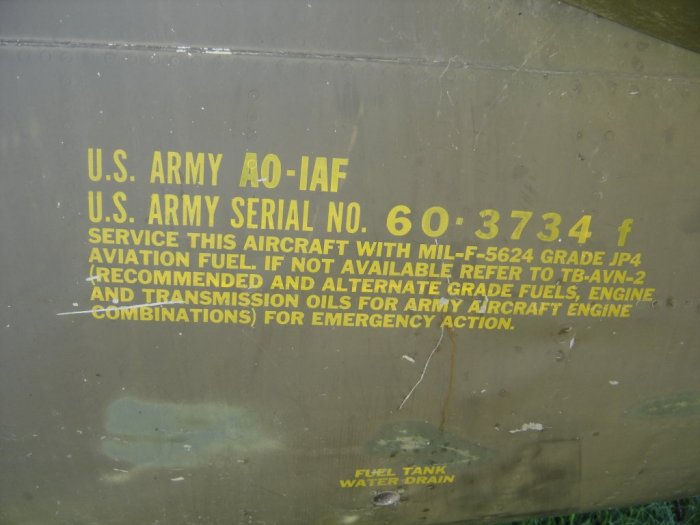 U.S. ARMY AO-IAF
U.S. ARMY SERIAL NO. 60-3734 f
SERVICE THIS AIRCRAFT WITH MIL-F-5624 GRADE JP4
AVIATION FUEL. IF NOT AVAILABLE REFER TO TB-AVN-2
(RECOMMENDED AND ALTERNATE GRADE FUELS, ENGINE
AND TRANSMISSION OILS FOR ARMY AIRCRAFT ENGINE
COMBINATIONS) FOR EMERGENCY ACTION.
FUEL TANK
WATER DRAIN